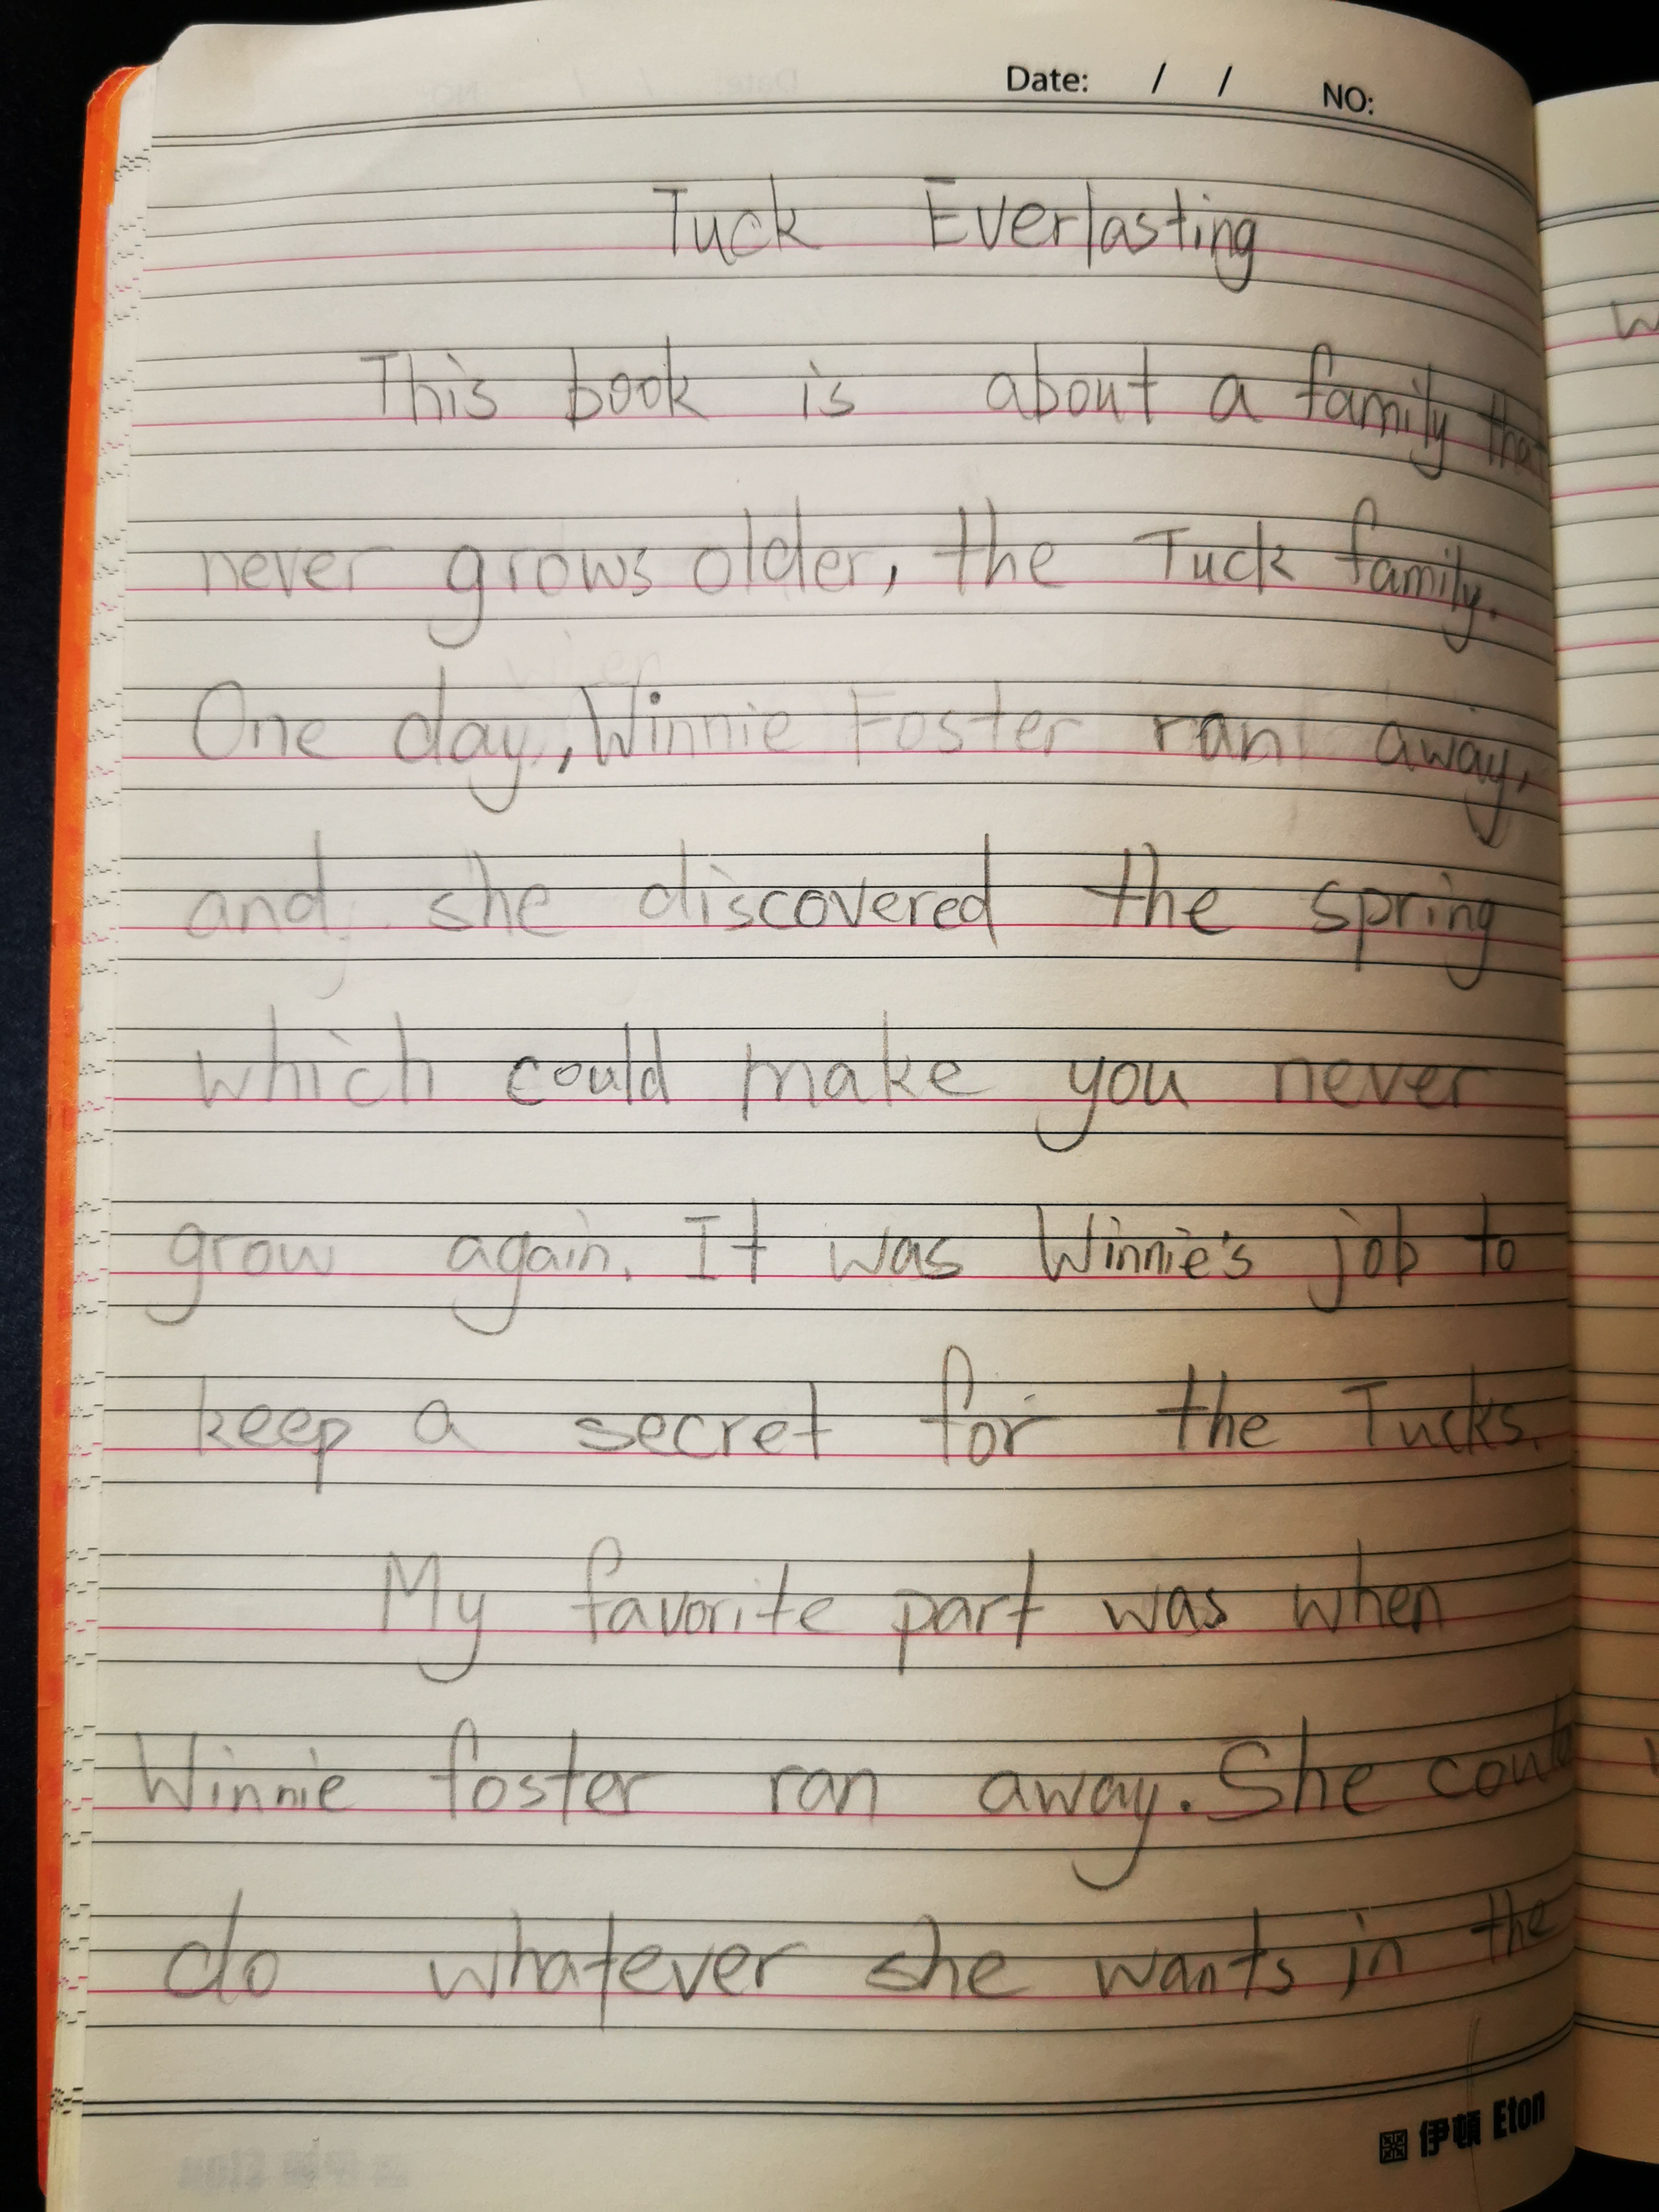 Date: / / NO:
Tuck Everlasting
This book is about a family that
never grows older, the Tuck family.
One day, Winnie Foster ran away,
and she discovered the spring
which could make you never
grow again. It was Winnie's job to
keep a secret for the Tucks.
My favorite part was when
Winnie foster ran away. She could
do whatever she wants in the
伊頓 Eton